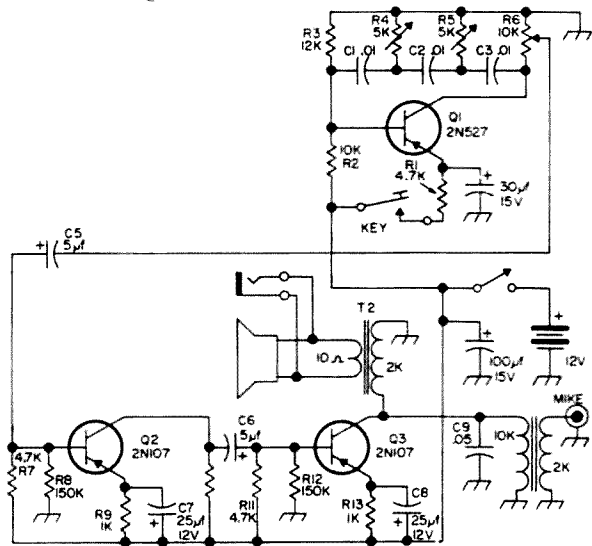 R3
12K
R4
5K
R5
5K
R6
10K
C1 .01
C2 .01
C3 .01
Q1
2N527
10K
R2
R1
4.7K
+
30µf
15V
KEY
C5
+
5µf
T2
10Ω
2K
+
100µf
15V
+
12V
MIKE
C9
.05
10K
2K
4.7K
R7
R8
150K
Q2
2N107
R9
1K
C7
25µf
12V
+
C6
5µf
+
R11
4.7K
R12
150K
Q3
2N107
R13
1K
C8
25µf
12V
+